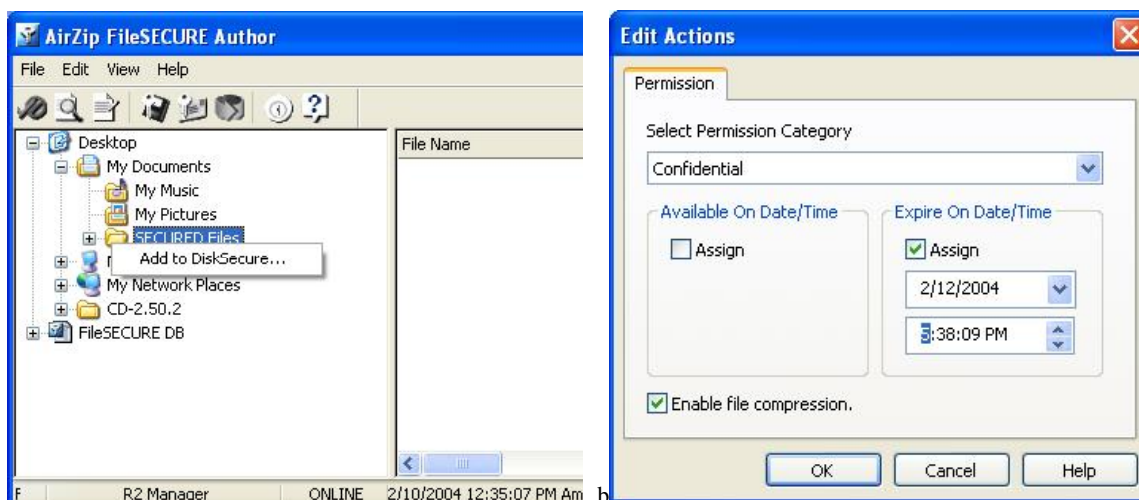 AirZip FileSECURE Author
File Edit View Help
Desktop
My Documents
My Music
My Pictures
SECURED Files
Add to DiskSecure...
My Network Places
CD-2.50.2
FileSECURE DB
File Name
F R2 Manager ONLINE 2/10/2004 12:35:07 PM Am
b
Edit Actions
Permission
Select Permission Category
Confidential
Available On Date/Time
Assign
Expire On Date/Time
Assign
2/12/2004
5:38:09 PM
Enable file compression.
OK Cancel Help